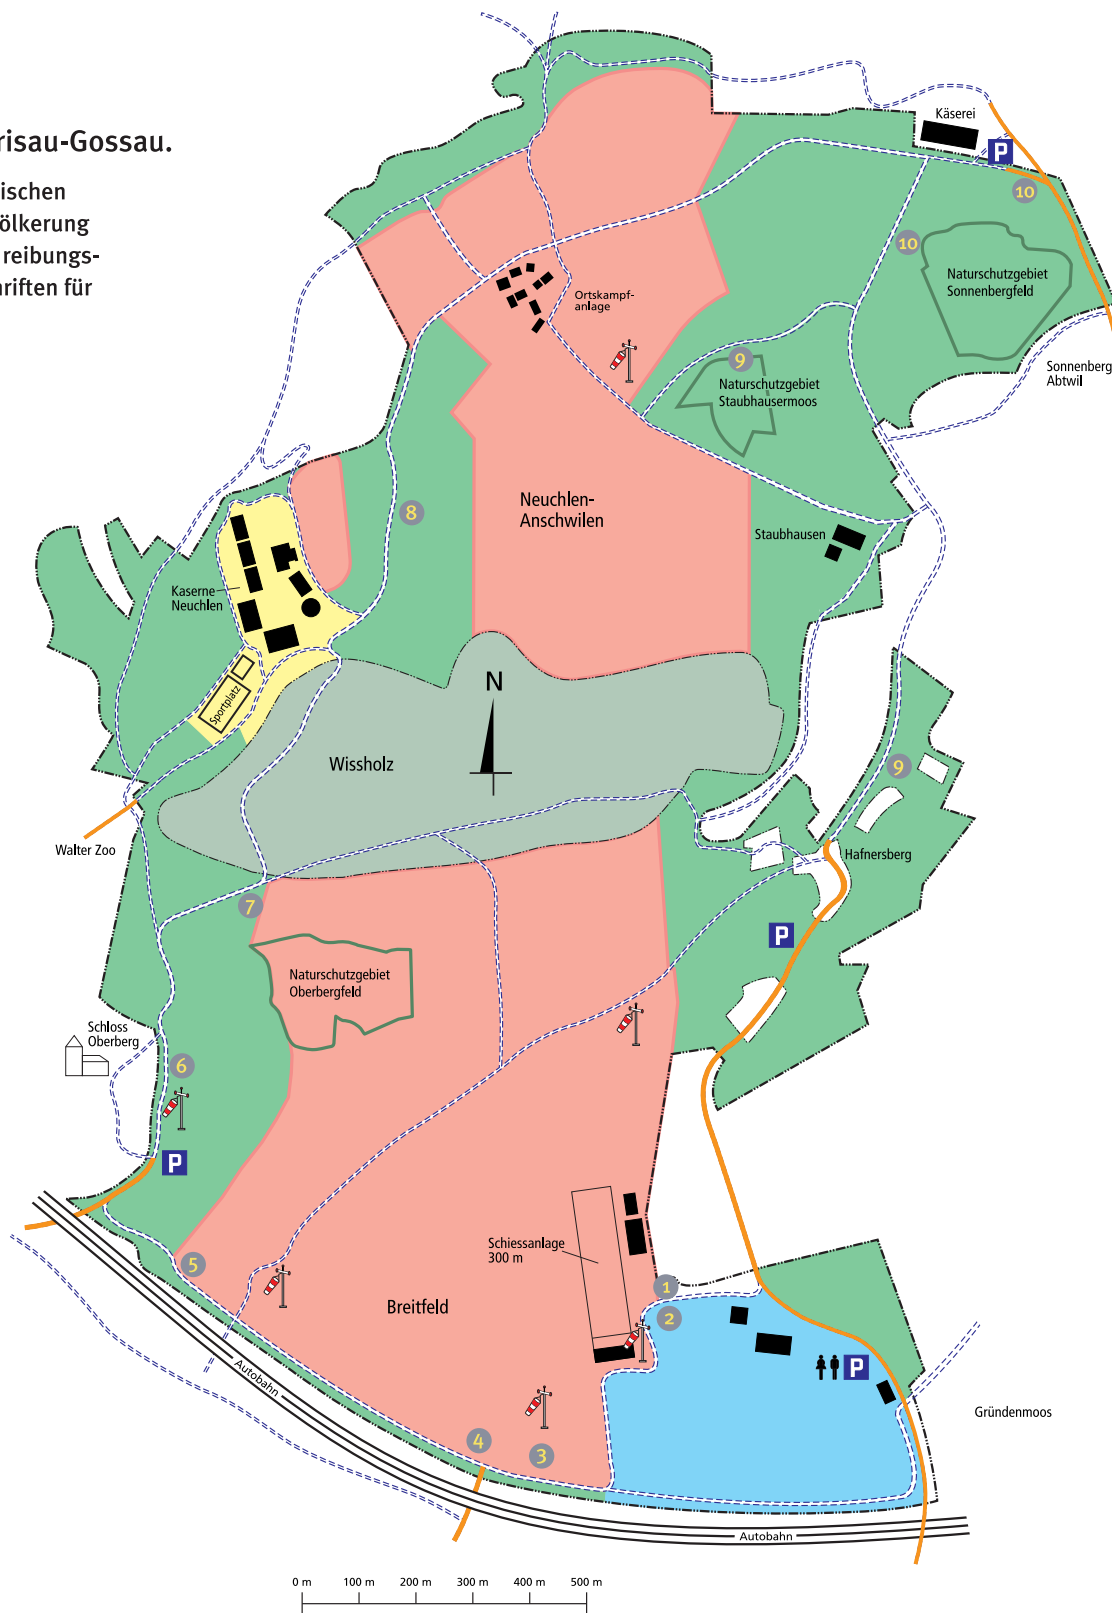 risau-Gossau.
ischen
ölkerung
reibungs-
riften für
Käserei
P
10
10
Naturschutzgebiet
Sonnenbergfeld
Ortskampf-
anlage
Sonnenberg
Abtwil
9
Naturschutzgebiet
Staubhausermoos
8
Neuchlen-
Anschwilen
Staubhausen
Kaserne
Neuchlen
Sportplatz
N
Wissholz
9
Walter Zoo
Hafnersberg
7
P
Naturschutzgebiet
Oberbergfeld
Schloss
Oberberg
6
P
Schiessanlage
300 m
5
1
2
Breitfeld
Autobahn
P
Gründenmoos
4
3
Autobahn
0 m 100 m 200 m 300 m 400 m 500 m